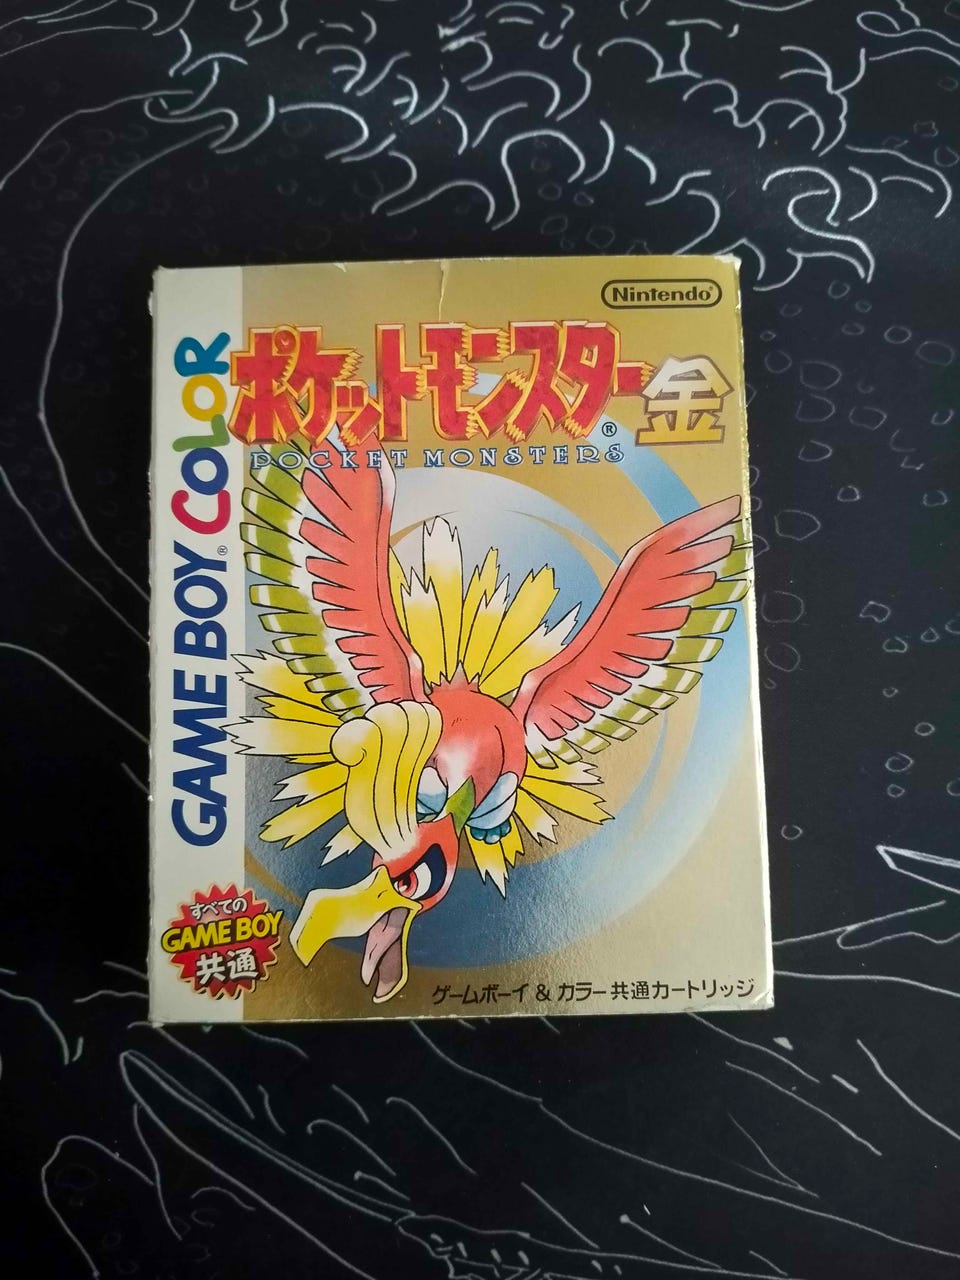 Nintendo®
ポケットモンスター金
®
POCKET MONSTERS
GAME BOY® COLOR
すべての
GAME BOY
共通
ゲームボーイ & カラー共通カートリッジ